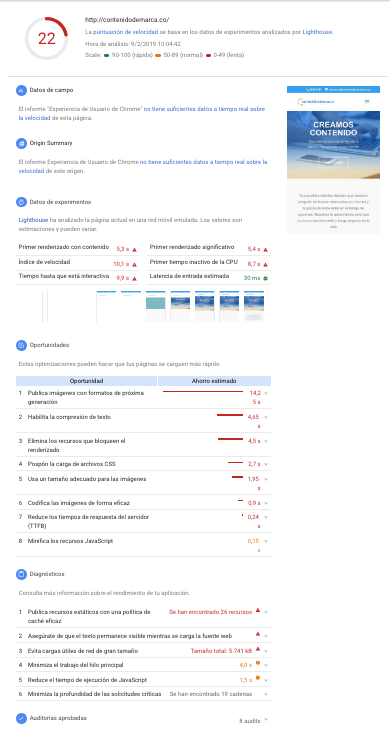 22
http://contenidodemarca.co/
La puntuación de velocidad se basa en los datos de experimentos analizados por Lighthouse.
Hora de análisis: 9/2/2019 10:04:42
Scale: 90-100 (rápida) 50-89 (normal) 0-49 (lenta)
Datos de campo
El informe "Experiencia de Usuario de Chrome" no tiene suficientes datos a tiempo real sobre
la velocidad de esta página.
Origin Summary
El informe Experiencia de Usuario de Chrome no tiene suficientes datos a tiempo real sobre la
velocidad de este origen.
Datos de experimentos
Lighthouse ha analizado la página actual en una red móvil emulada. Los valores son
estimaciones y pueden variar.
Primer renderizado con contenido 5,3 s Primer renderizado significativo 5,4 s
Índice de velocidad 10,1 s Primer tiempo inactivo de la CPU 8,7 s
Tiempo hasta que está interactiva 9,9 s Latencia de entrada estimada 30 ms
CREAMOS
CONTENIDO
Oportunidades
Estas optimizaciones pueden hacer que tus páginas se carguen más rápido.
Oportunidad Ahorro estimado
1 Publica imágenes con formatos de próxima 14,2
generación 5 s
2 Habilita la compresión de texto 4,65
s
3 Elimina los recursos que bloqueen el 4,5 s
renderizado
4 Pospón la carga de archivos CSS 2,7 s
5 Usa un tamaño adecuado para las imágenes 1,95
s
6 Codifica las imágenes de forma eficaz 0,9 s
7 Reduce los tiempos de respuesta del servidor 0,24
(TTFB) s
8 Minifica los recursos JavaScript 0,15
s
Diagnósticos
Consulta más información sobre el rendimiento de tu aplicación.
1 Publica recursos estáticos con una política de Se han encontrado 26 recursos
caché eficaz
2 Asegúrate de que el texto permanece visible mientras se carga la fuente web
3 Evita cargas útiles de red de gran tamaño Tamaño total: 5.741 kB
4 Minimiza el trabajo del hilo principal 4,0 s
5 Reduce el tiempo de ejecución de JavaScript 1,5 s
6 Minimiza la profundidad de las solicitudes críticas Se han encontrado 19 cadenas
Auditorías aprobadas 8 audits